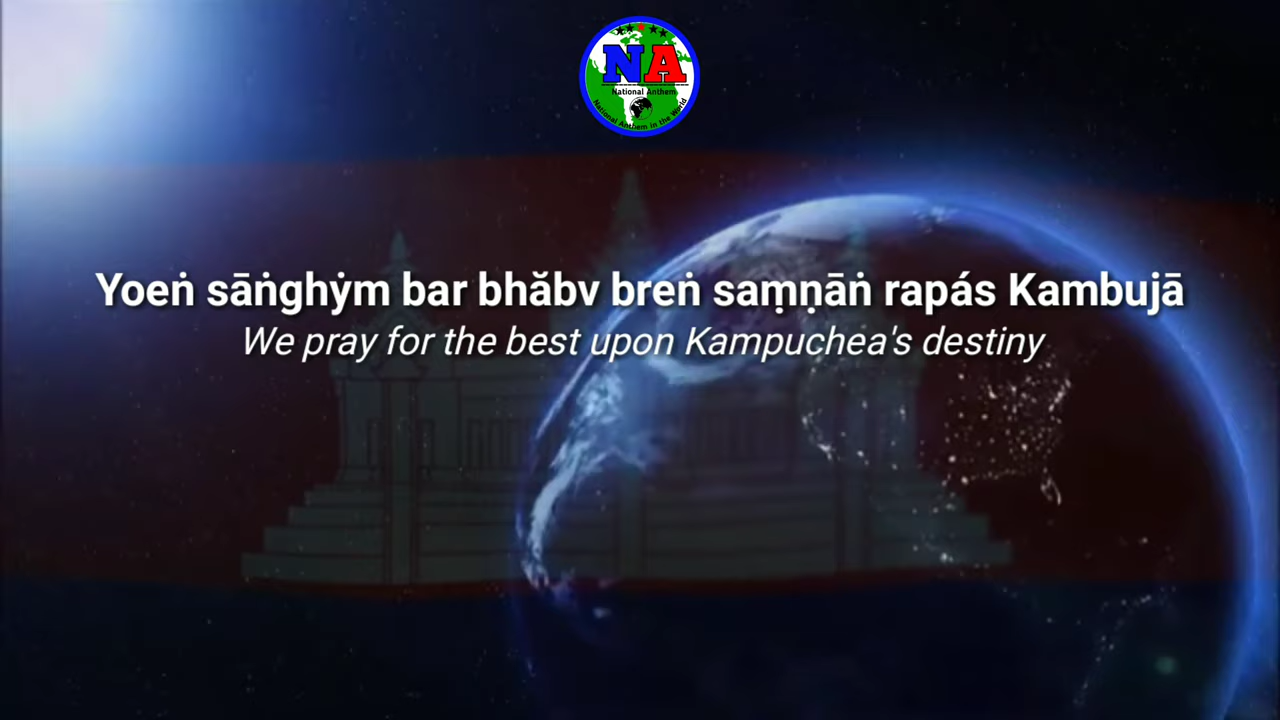 NA
National Anthem
National Anthem in the World
Yoeṅ sāṅghẏm bar bhăbv breṅ saṃṇāṅ rapás Kambujā
We pray for the best upon Kampuchea's destiny